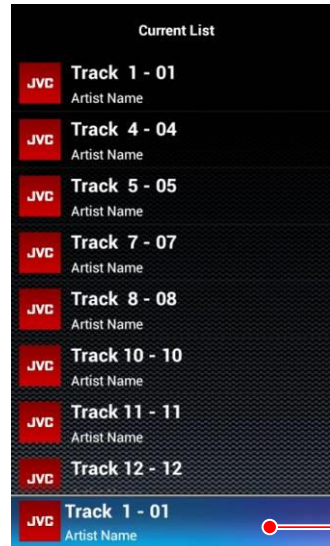 Current List
JVC Track 1 - 01
Artist Name
JVC Track 4 - 04
Artist Name
JVC Track 5 - 05
Artist Name
JVC Track 7 - 07
Artist Name
JVC Track 8 - 08
Artist Name
JVC Track 10 - 10
Artist Name
JVC Track 11 - 11
Artist Name
JVC Track 12 - 12
JVC Track 1 - 01
Artist Name